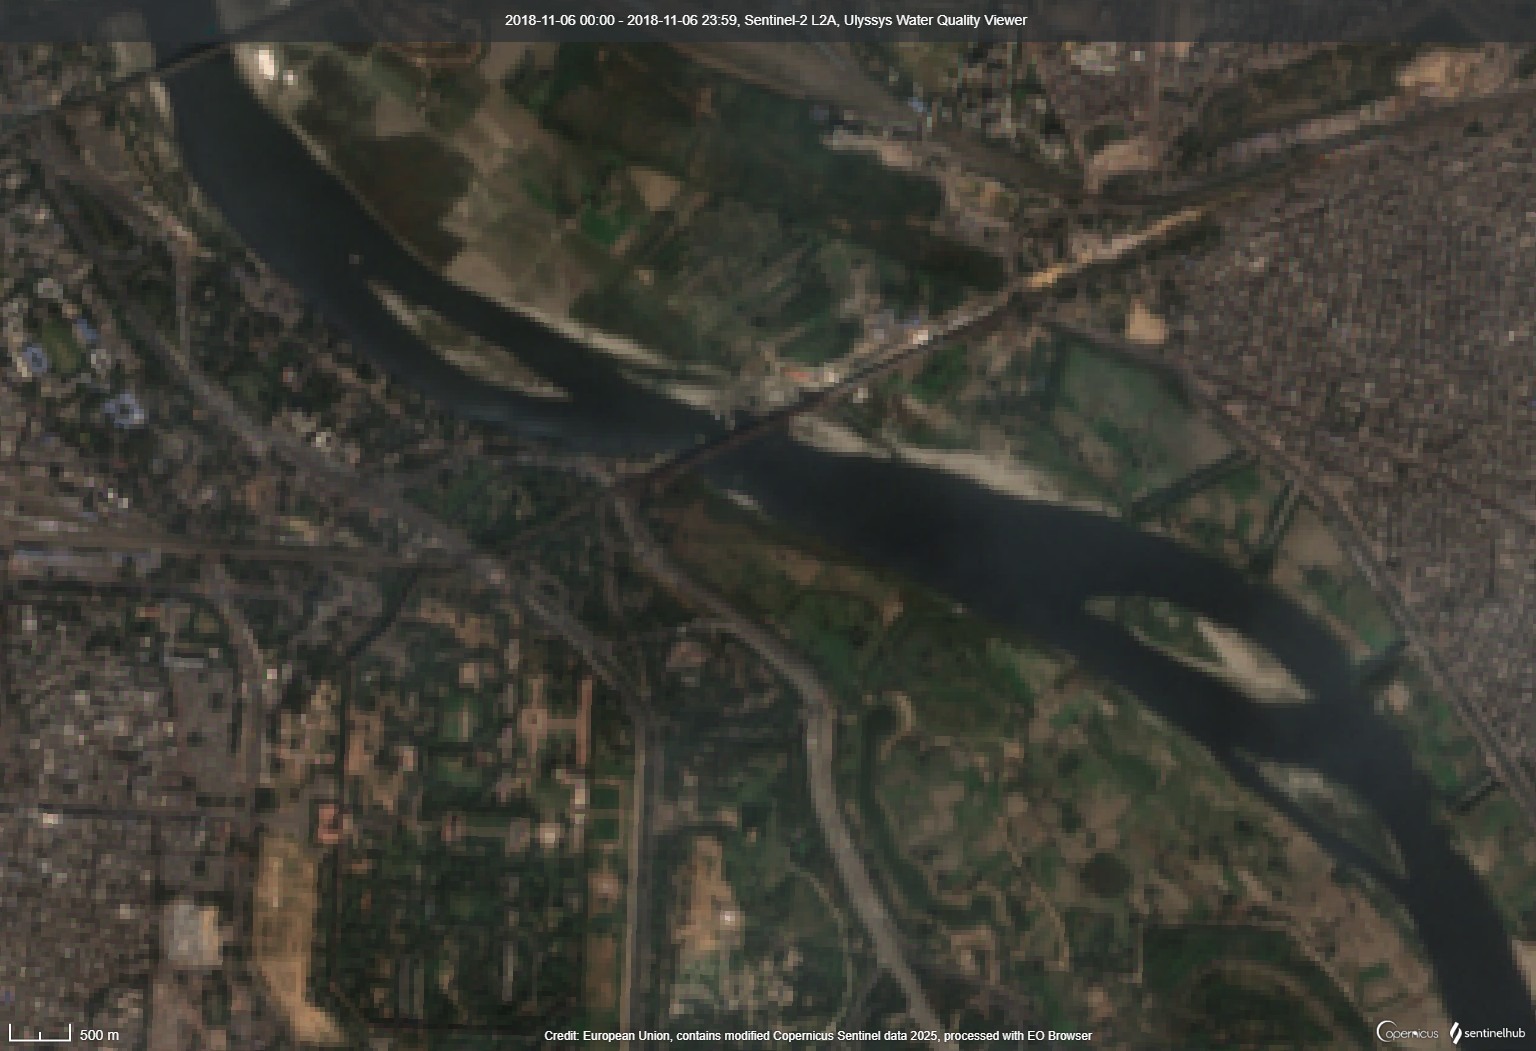 2018-11-06 00:00 - 2018-11-06 23:59, Sentinel-2 L2A, Ulyssys Water Quality Viewer
500 m
Credit: European Union, contains modified Copernicus Sentinel data 2025, processed with EO Browser
Copernicus
sentinelhub